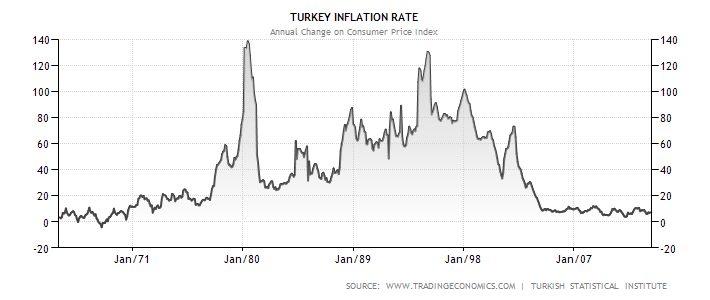 TURKEY INFLATION RATE
Annual Change on Consumer Price Index
140 140
120 120
100 100
80 80
60 60
40 40
20 20
0 0
-20 -20
Jan/71 Jan/80 Jan/89 Jan/98 Jan/07
SOURCE: WWW.TRADINGECONOMICS.COM | TURKISH STATISTICAL INSTITUTE